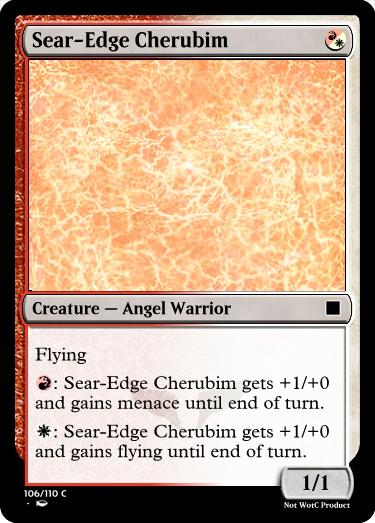 Sear-Edge Cherubim
Creature — Angel Warrior
Flying
: Sear-Edge Cherubim gets +1/+0
and gains menace until end of turn.
: Sear-Edge Cherubim gets +1/+0
and gains flying until end of turn.
1/1
106/110 C
Not WotC Product